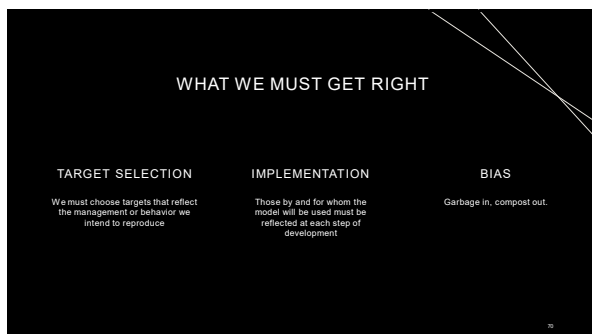 WHAT WE MUST GET RIGHT
TARGET SELECTION
We must choose targets that reflect
the management or behavior we
intend to reproduce
IMPLEMENTATION
Those by and for whom the
model will be used must be
reflected at each step of
development
BIAS
Garbage in, compost out.
70